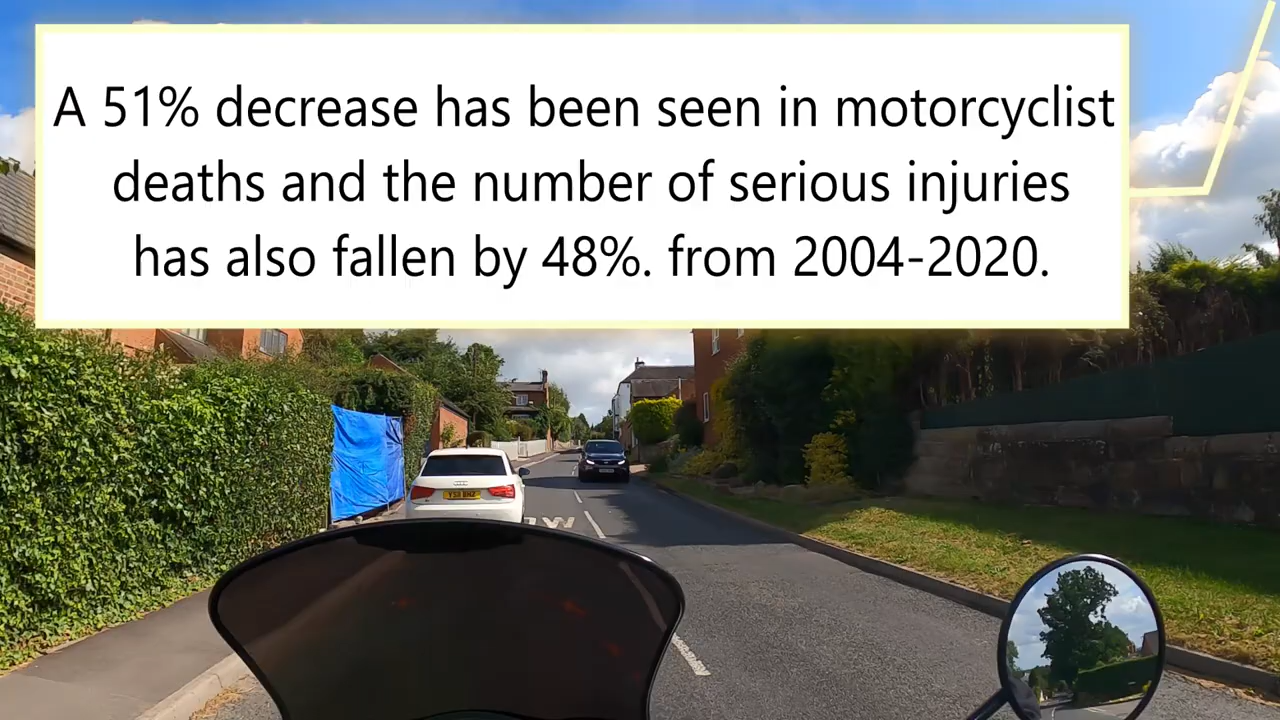 A 51% decrease has been seen in motorcyclist
deaths and the number of serious injuries
has also fallen by 48%. from 2004-2020.
OW